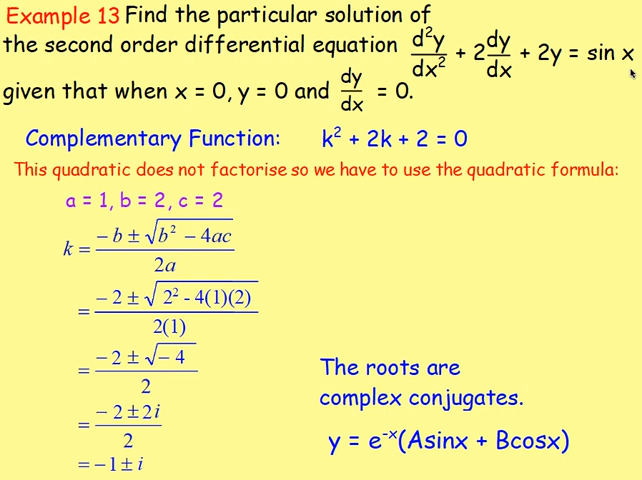 Example 13 Find the particular solution of
the second order differential equation d²y/dx² + 2dy/dx + 2y = sin x
given that when x = 0, y = 0 and dy/dx = 0.
Complementary Function: k² + 2k + 2 = 0
This quadratic does not factorise so we have to use the quadratic formula:
a = 1, b = 2, c = 2
k = (−b ± √(b² − 4ac))/2a
= (−2 ± √(2² - 4(1)(2)))/2(1)
= (−2 ± √−4)/2
= (−2 ± 2i)/2
= −1 ± i
The roots are
complex conjugates.
y = e⁻ˣ(Asinx + Bcosx)